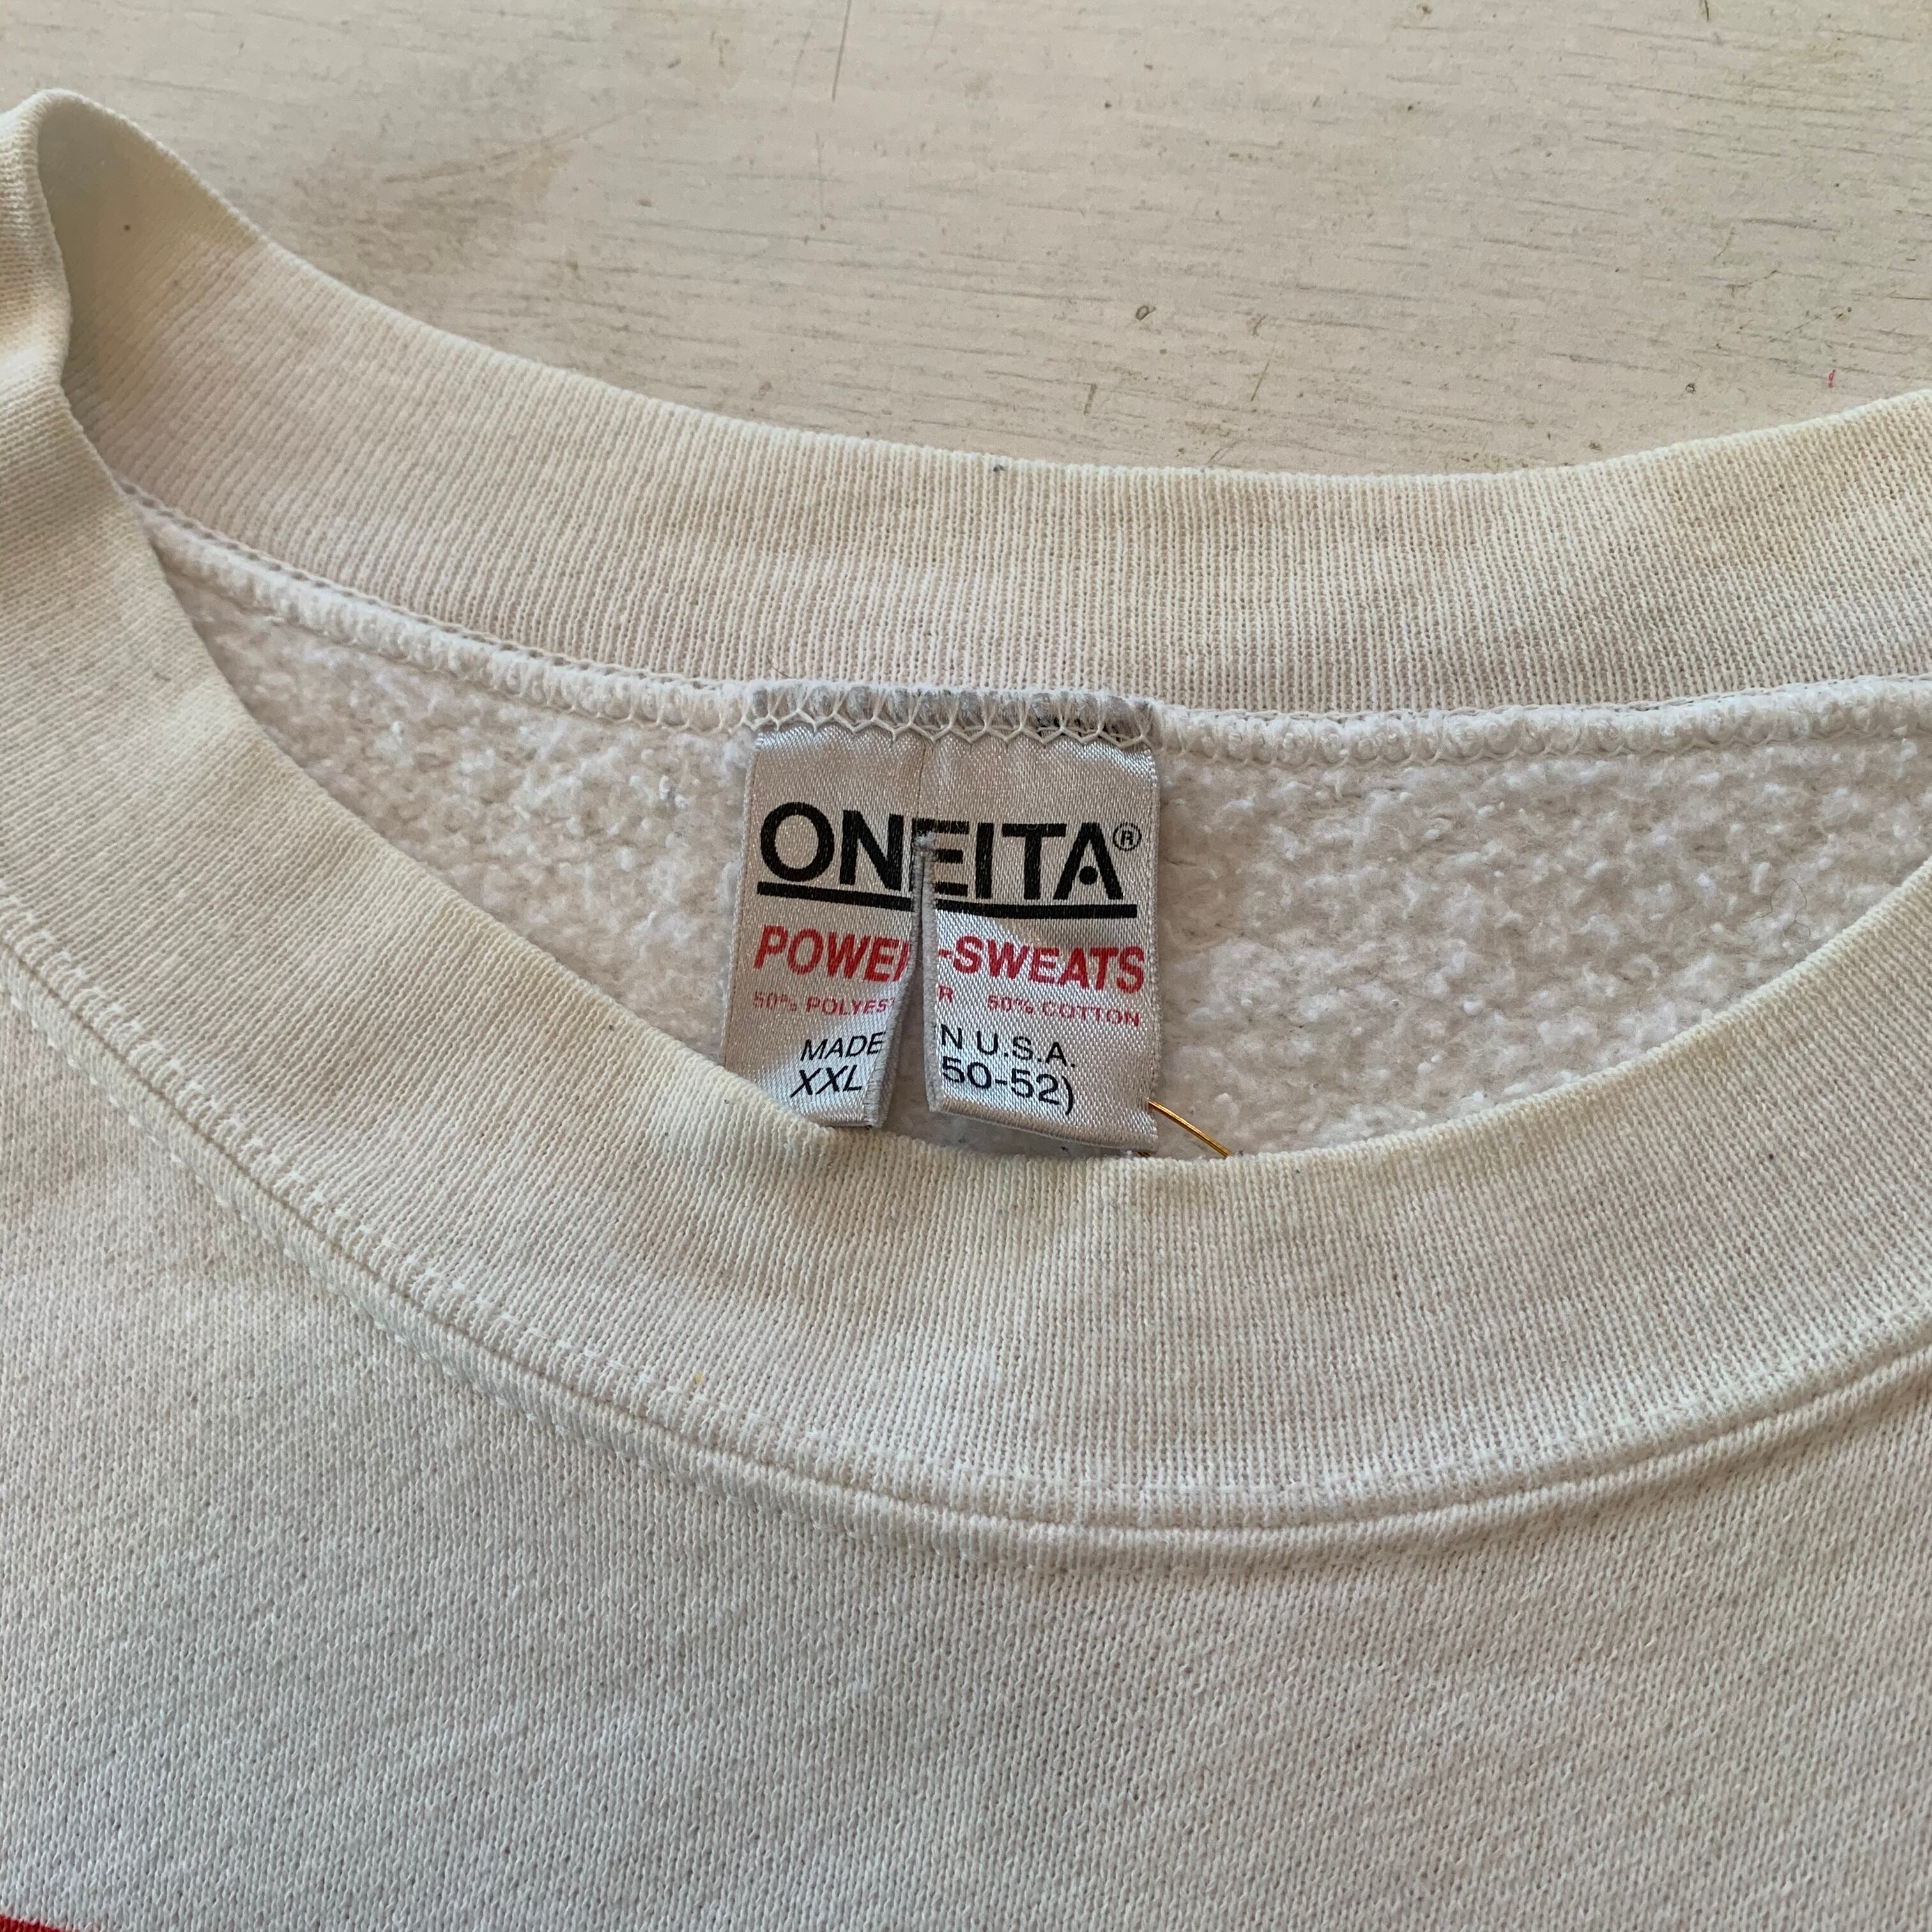 ONEITA®
POWER-SWEATS
50% POLYESTER 50% COTTON
MADE IN U.S.A.
XXL (50-52)